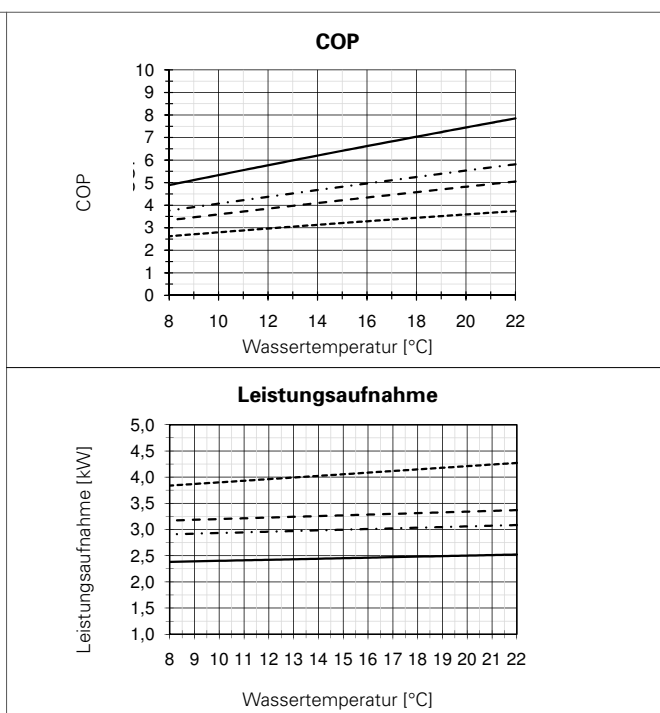 COP
10
9
8
7
6
5
4
3
2
1
0
COP
8 10 12 14 16 18 20 22
Wassertemperatur [°C]
Leistungsaufnahme
5,0
4,5
4,0
3,5
3,0
2,5
2,0
1,5
1,0
Leistungsaufnahme [kW]
8 9 10 11 12 13 14 15 16 17 18 19 20 21 22
Wassertemperatur [°C]